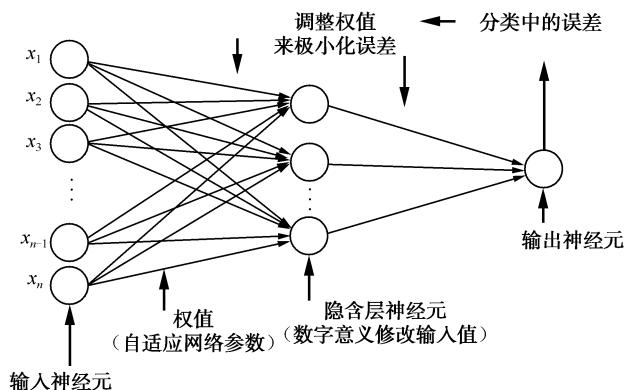 调整权值
来极小化误差
分类中的误差
x1
x2
x3
⋮
xn−1
xn
⋮
输出神经元
权值
（自适应网络参数）
隐含层神经元
（数字意义修改输入值）
输入神经元